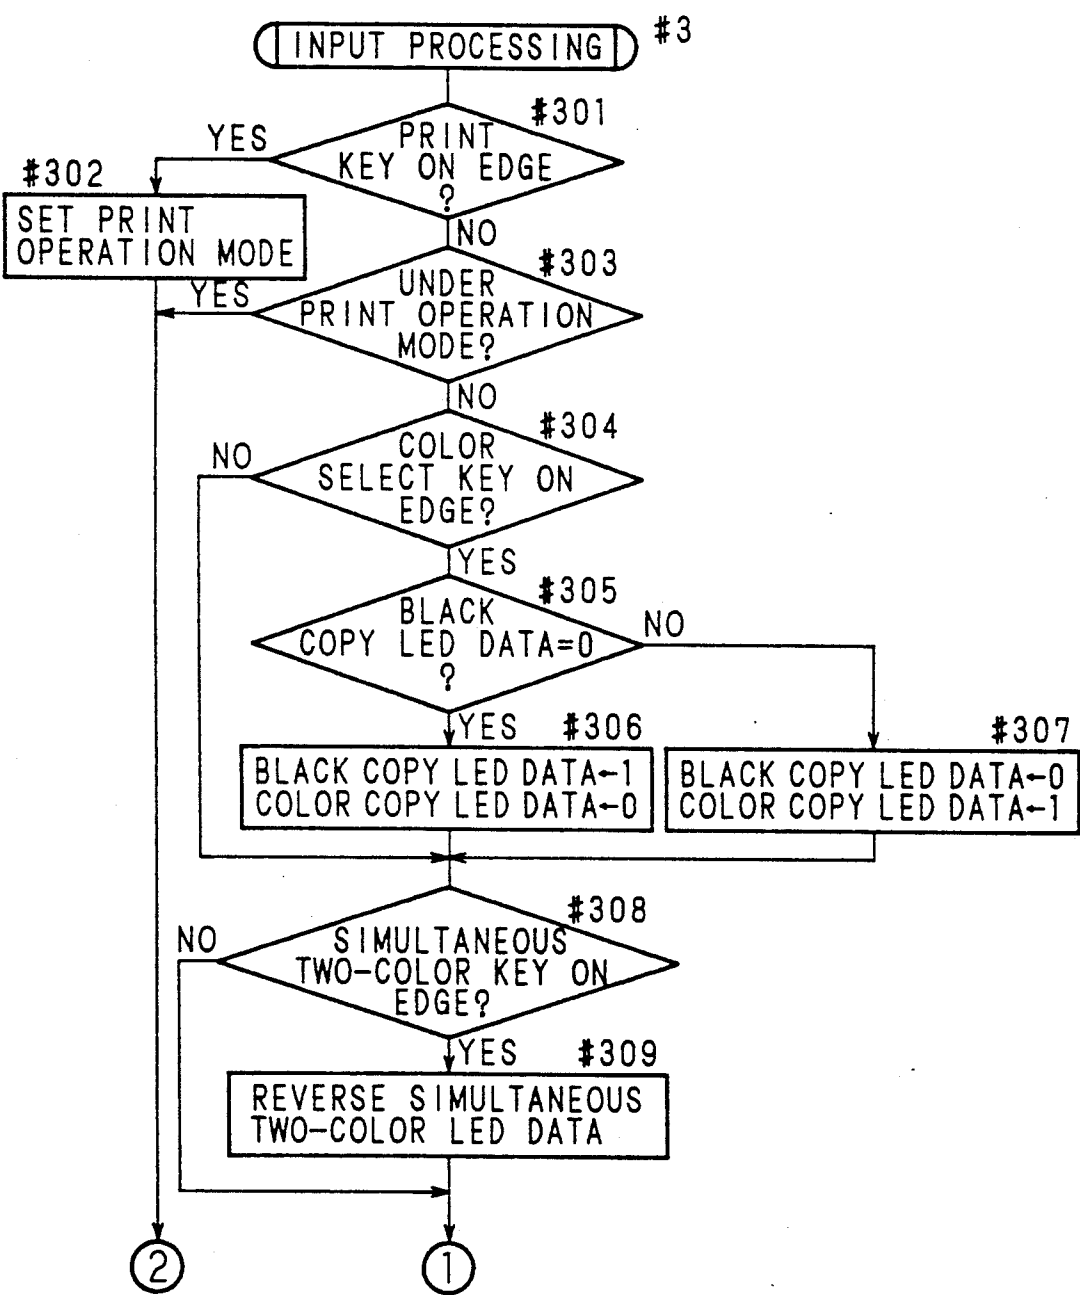 INPUT PROCESSING
#3
#301
PRINT
KEY ON EDGE
?
YES
NO
#302
SET PRINT
OPERATION MODE
#303
UNDER
PRINT OPERATION
MODE?
YES
NO
#304
COLOR
SELECT KEY ON
EDGE?
NO
YES
#305
BLACK
COPY LED DATA=0
?
NO
YES
#306
BLACK COPY LED DATA←1
COLOR COPY LED DATA←0
#307
BLACK COPY LED DATA←0
COLOR COPY LED DATA←1
#308
SIMULTANEOUS
TWO-COLOR KEY ON
EDGE?
NO
YES
#309
REVERSE SIMULTANEOUS
TWO-COLOR LED DATA
2
1